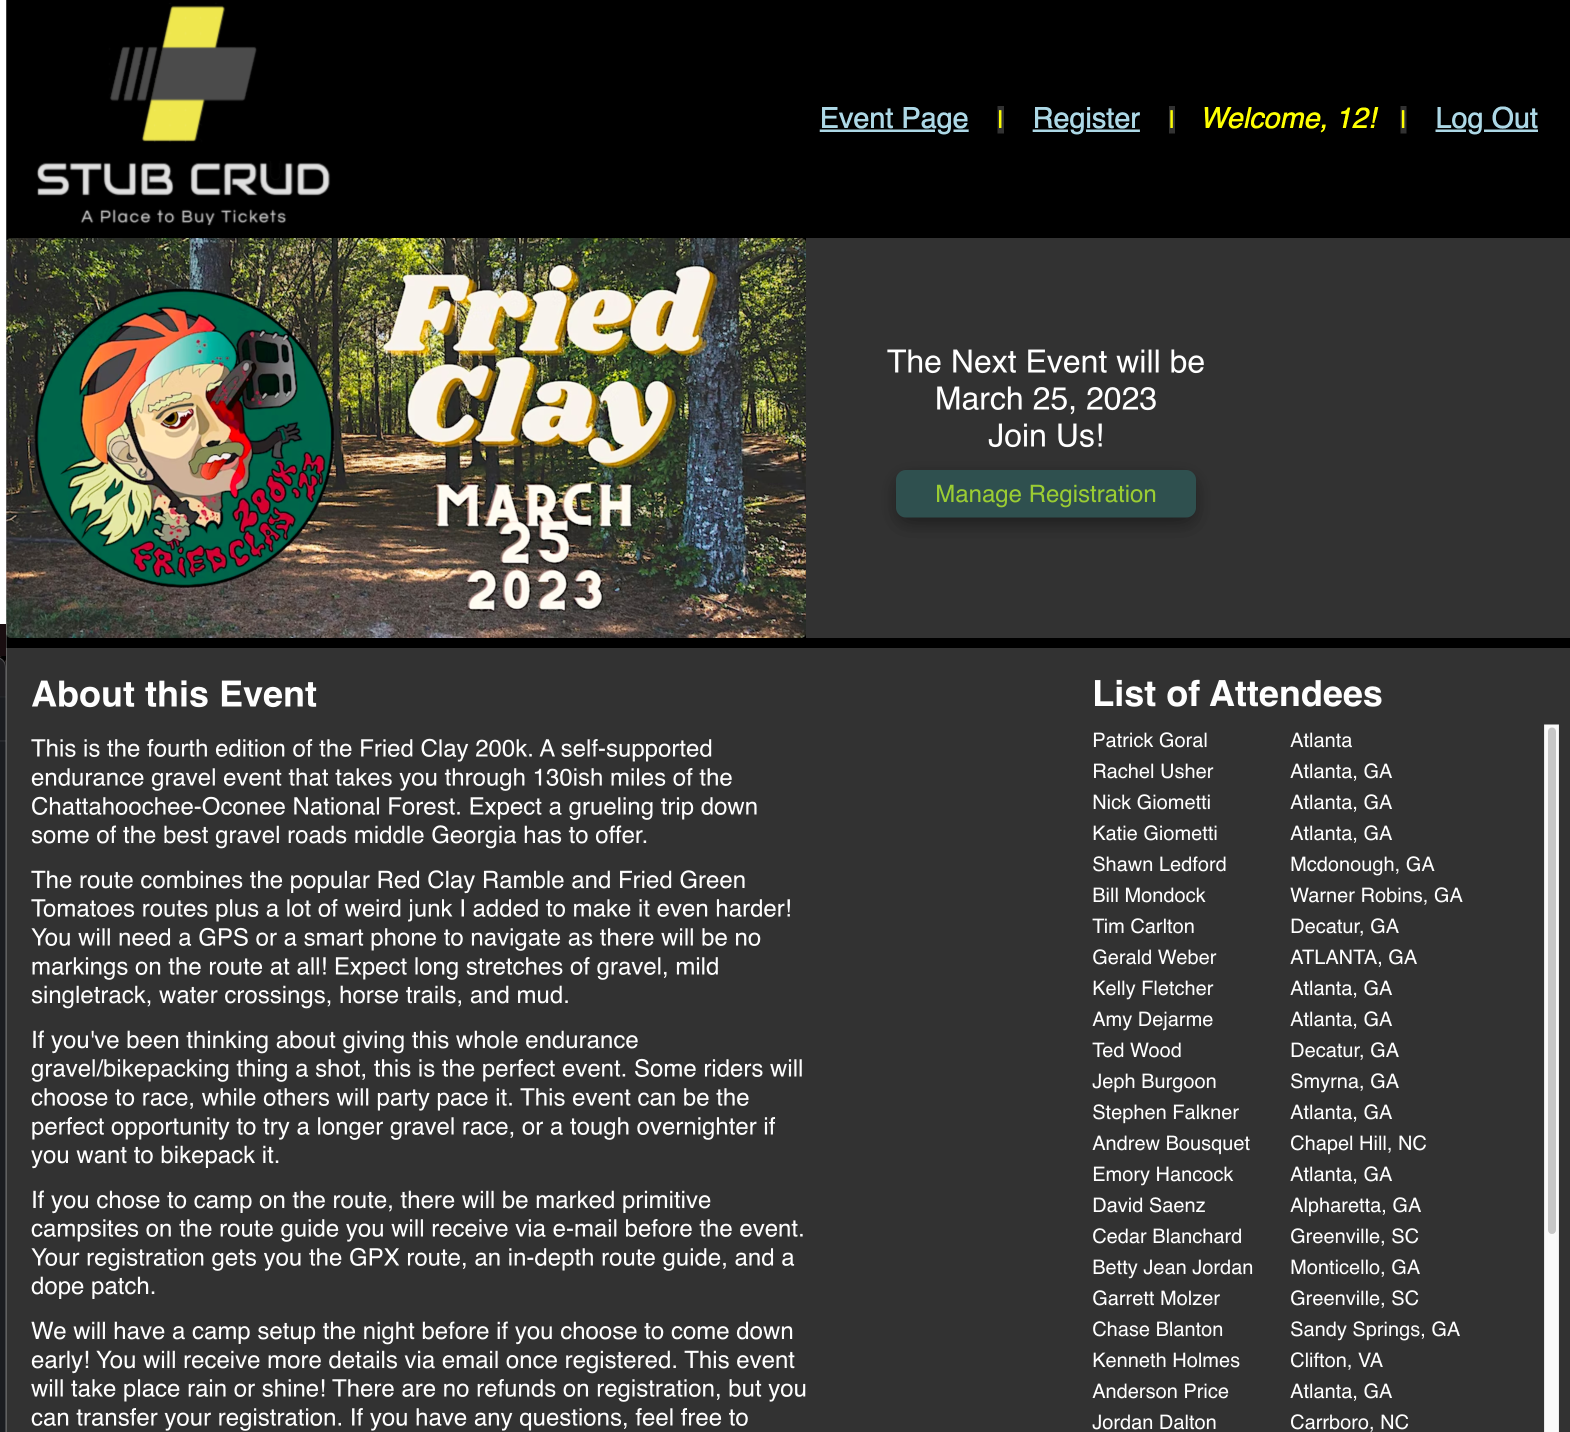 STUB CRUD
A Place to Buy Tickets
Event Page | Register | Welcome, 12! | Log Out
Fried
Clay
MARCH
25
2023
200K '23
FRIED CLAY
The Next Event will be
March 25, 2023
Join Us!
Manage Registration
About this Event
This is the fourth edition of the Fried Clay 200k. A self-supported
endurance gravel event that takes you through 130ish miles of the
Chattahoochee-Oconee National Forest. Expect a grueling trip down
some of the best gravel roads middle Georgia has to offer.
The route combines the popular Red Clay Ramble and Fried Green
Tomatoes routes plus a lot of weird junk I added to make it even harder!
You will need a GPS or a smart phone to navigate as there will be no
markings on the route at all! Expect long stretches of gravel, mild
singletrack, water crossings, horse trails, and mud.
If you've been thinking about giving this whole endurance
gravel/bikepacking thing a shot, this is the perfect event. Some riders will
choose to race, while others will party pace it. This event can be the
perfect opportunity to try a longer gravel race, or a tough overnighter if
you want to bikepack it.
If you chose to camp on the route, there will be marked primitive
campsites on the route guide you will receive via e-mail before the event.
Your registration gets you the GPX route, an in-depth route guide, and a
dope patch.
We will have a camp setup the night before if you choose to come down
early! You will receive more details via email once registered. This event
will take place rain or shine! There are no refunds on registration, but you
can transfer your registration. If you have any questions, feel free to
List of Attendees
Patrick Goral Atlanta
Rachel Usher Atlanta, GA
Nick Giometti Atlanta, GA
Katie Giometti Atlanta, GA
Shawn Ledford Mcdonough, GA
Bill Mondock Warner Robins, GA
Tim Carlton Decatur, GA
Gerald Weber ATLANTA, GA
Kelly Fletcher Atlanta, GA
Amy Dejarme Atlanta, GA
Ted Wood Decatur, GA
Jeph Burgoon Smyrna, GA
Stephen Falkner Atlanta, GA
Andrew Bousquet Chapel Hill, NC
Emory Hancock Atlanta, GA
David Saenz Alpharetta, GA
Cedar Blanchard Greenville, SC
Betty Jean Jordan Monticello, GA
Garrett Molzer Greenville, SC
Chase Blanton Sandy Springs, GA
Kenneth Holmes Clifton, VA
Anderson Price Atlanta, GA
Jordan Dalton Carrboro, NC